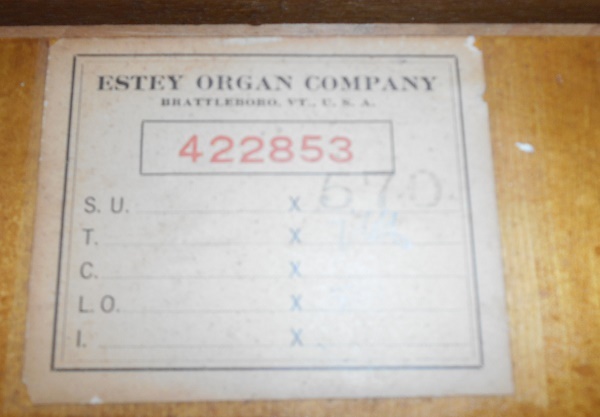 ESTEY ORGAN COMPANY
BRATTLEBORO, VT., U. S. A.
422853
S. U. X
T. X
C. X
L. O. X
I. X